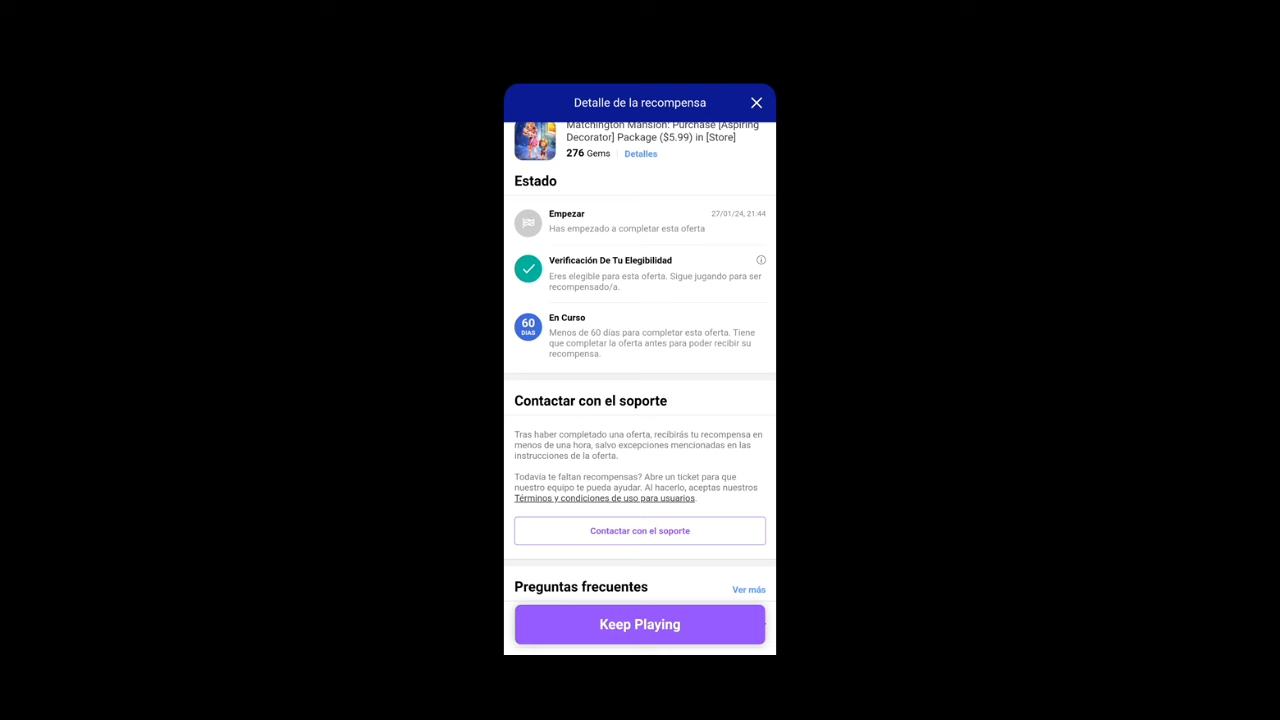 Detalle de la recompensa
Matchington Mansion: Purchase [Aspiring
Decorator] Package ($5.99) in [Store]
276 Gems Detalles
Estado
Empezar 27/01/24, 21:44
Has empezado a completar esta oferta
Verificación De Tu Elegibilidad
Eres elegible para esta oferta. Sigue jugando para ser
recompensado/a.
60
DIAS
En Curso
Menos de 60 días para completar esta oferta. Tiene
que completar la oferta antes para poder recibir su
recompensa.
Contactar con el soporte
Tras haber completado una oferta, recibirás tu recompensa en
menos de una hora, salvo excepciones mencionadas en las
instrucciones de la oferta.
Todavía te faltan recompensas? Abre un ticket para que
nuestro equipo te pueda ayudar. Al hacerlo, aceptas nuestros
Términos y condiciones de uso para usuarios.
Contactar con el soporte
Preguntas frecuentes Ver más
Keep Playing